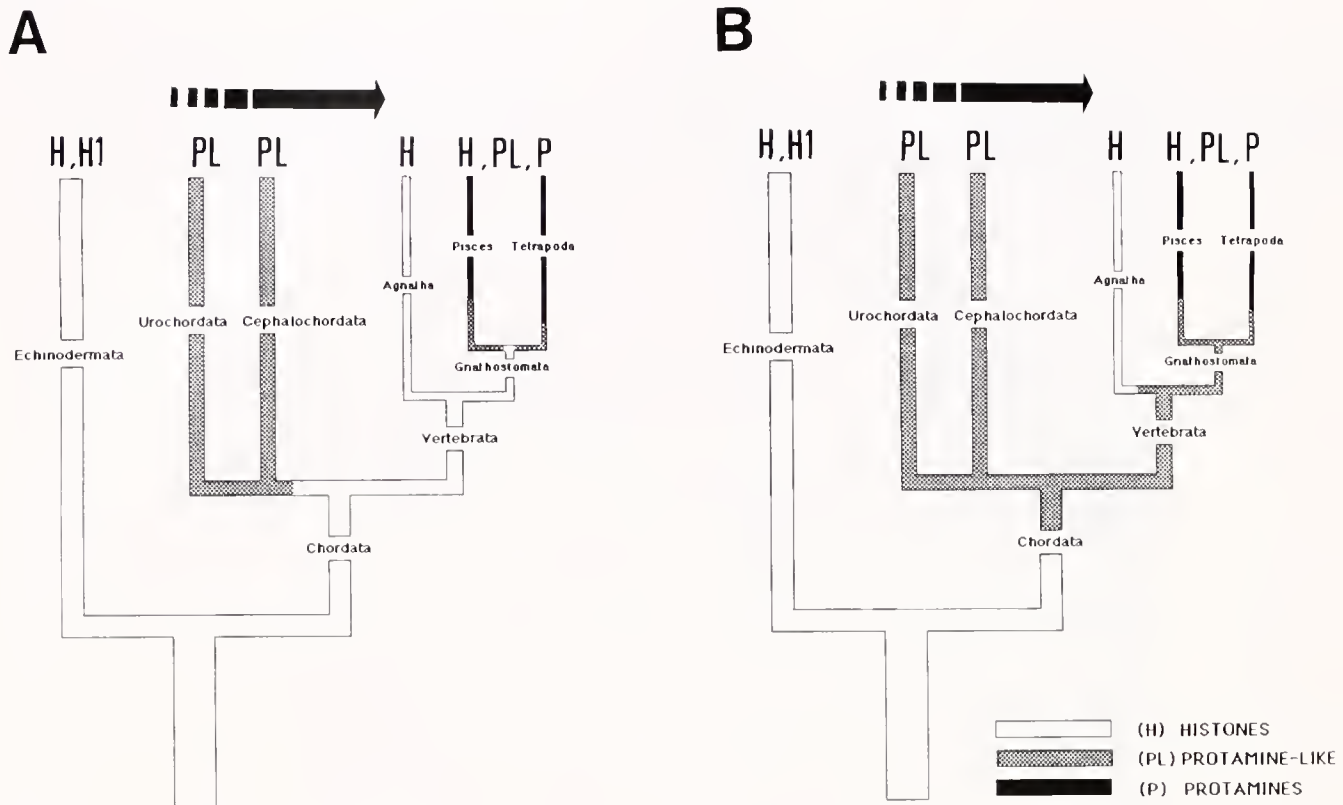 A
H,H1 PL PL H H,PL,P
Pisces Tetrapoda
Agnatha
Urochordata Cephalochordata
Echinodermata
Gnathostomata
Vertebrata
Chordata
B
H,H1 PL PL H H,PL,P
Pisces Tetrapoda
Agnatha
Urochordata Cephalochordata
Echinodermata
Gnathostomata
Vertebrata
Chordata
(H) HISTONES
(PL) PROTAMINE-LIKE
(P) PROTAMINES